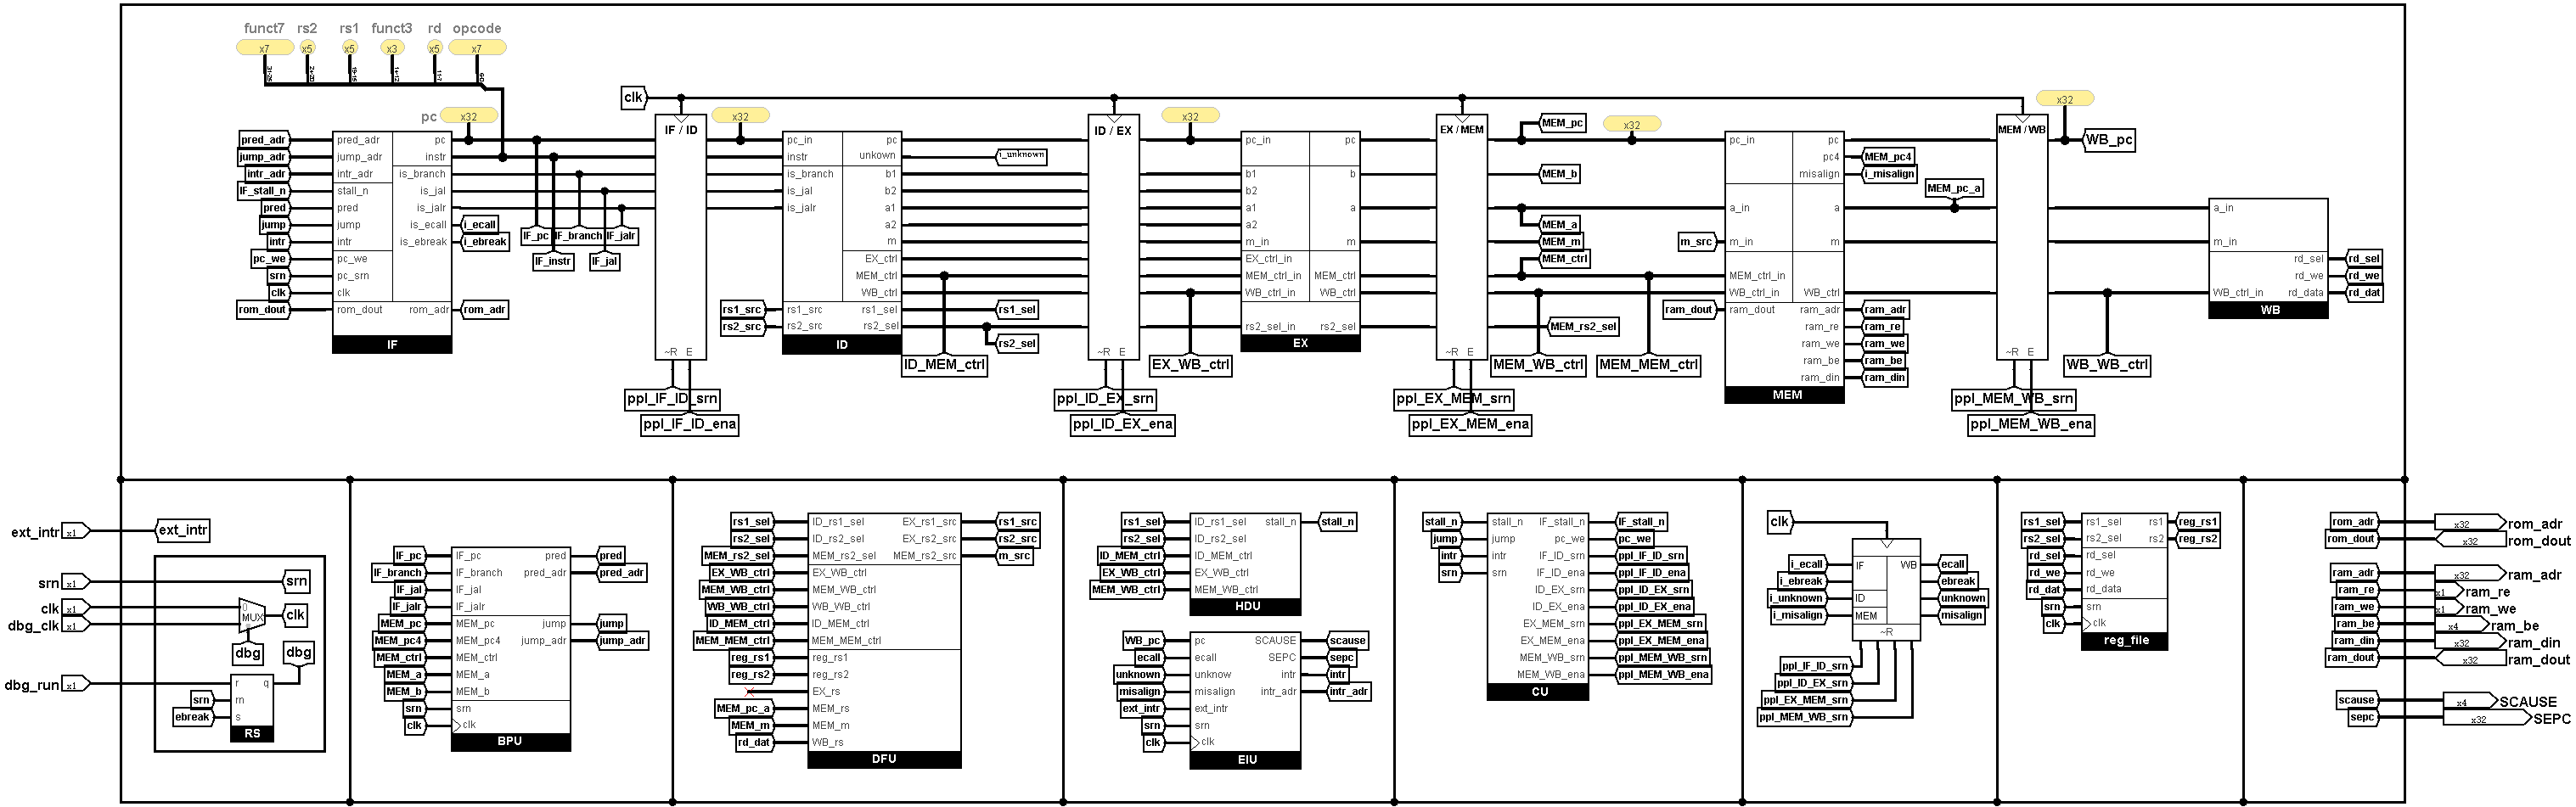 funct7 rs2 rs1 funct3 rd opcode
x7 x5 x5 x3 x5 x7
31-25 24-20 19-15 14-12 11-7 6-0
clk
pc x32
x32
x32
x32
x32
pred_adr
jump_adr
intr_adr
IF_stall_n
pred
jump
intr
pc_we
srn
clk
rom_dout
pred_adr pc
jump_adr instr
intr_adr is_branch
stall_n is_jal
pred is_jalr
jump is_ecall
intr is_ebreak
pc_we
pc_srn
clk
rom_dout rom_adr
IF
i_ecall
i_ebreak
rom_adr
IF_pc IF_branch IF_jalr
IF_instr IF_jal
IF / ID
~R E
ppl_IF_ID_srn
ppl_IF_ID_ena
rs1_src
rs2_src
pc_in pc
instr unkown
is_branch b1
is_jal b2
is_jalr a1
a2
m
EX_ctrl
MEM_ctrl
WB_ctrl
rs1_src rs1_sel
rs2_src rs2_sel
ID
i_unknown
rs1_sel
rs2_sel
ID_MEM_ctrl
ID / EX
~R E
ppl_ID_EX_srn
ppl_ID_EX_ena
EX_WB_ctrl
pc_in pc
b1 b
b2
a1 a
a2
m_in m
EX_ctrl_in
MEM_ctrl_in MEM_ctrl
WB_ctrl_in WB_ctrl
rs2_sel_in rs2_sel
EX
EX / MEM
~R E
ppl_EX_MEM_srn
ppl_EX_MEM_ena
MEM_pc
MEM_b
MEM_a
MEM_m
MEM_ctrl
MEM_rs2_sel
MEM_WB_ctrl
MEM_MEM_ctrl
m_src
ram_dout
pc_in pc
pc4
misalign
a_in a
m_in m
MEM_ctrl_in
WB_ctrl_in WB_ctrl
ram_dout ram_adr
ram_re
ram_we
ram_be
ram_din
MEM
MEM_pc4
i_misalign
MEM_pc_a
ram_adr
ram_re
ram_we
ram_be
ram_din
MEM / WB
~R E
ppl_MEM_WB_srn
ppl_MEM_WB_ena
WB_pc
WB_WB_ctrl
a_in
m_in
rd_sel
rd_we
WB_ctrl_in rd_data
WB
rd_sel
rd_we
rd_dat
ext_intr x1 ext_intr
srn x1 srn
clk x1
dbg_clk x1
0
MUX
clk
dbg
dbg
dbg_run x1
srn
ebreak
r q
rn
s
RS
IF_pc
IF_branch
IF_jal
IF_jalr
MEM_pc
MEM_pc4
MEM_ctrl
MEM_a
MEM_b
srn
clk
IF_pc pred
IF_branch pred_adr
IF_jal
IF_jalr
MEM_pc jump
MEM_pc4 jump_adr
MEM_ctrl
MEM_a
MEM_b
srn
clk
BPU
pred
pred_adr
jump
jump_adr
rs1_sel
rs2_sel
MEM_rs2_sel
EX_WB_ctrl
MEM_WB_ctrl
WB_WB_ctrl
ID_MEM_ctrl
MEM_MEM_ctrl
reg_rs1
reg_rs2
MEM_pc_a
MEM_m
rd_dat
ID_rs1_sel EX_rs1_src
ID_rs2_sel EX_rs2_src
MEM_rs2_sel MEM_rs2_src
EX_WB_ctrl
MEM_WB_ctrl
WB_WB_ctrl
ID_MEM_ctrl
MEM_MEM_ctrl
reg_rs1
reg_rs2
EX_rs
MEM_rs
MEM_m
WB_rs
DFU
rs1_src
rs2_src
m_src
rs1_sel
rs2_sel
ID_MEM_ctrl
EX_WB_ctrl
MEM_WB_ctrl
ID_rs1_sel stall_n
ID_rs2_sel
ID_MEM_ctrl
EX_WB_ctrl
MEM_WB_ctrl
HDU
stall_n
WB_pc
ecall
unknown
misalign
ext_intr
srn
clk
pc SCAUSE
ecall SEPC
unknow intr
misalign intr_adr
ext_intr
srn
clk
EIU
scause
sepc
intr
intr_adr
stall_n
jump
intr
srn
stall_n IF_stall_n
jump pc_we
intr IF_ID_srn
srn IF_ID_ena
ID_EX_srn
ID_EX_ena
EX_MEM_srn
EX_MEM_ena
MEM_WB_srn
MEM_WB_ena
CU
IF_stall_n
pc_we
ppl_IF_ID_srn
ppl_IF_ID_ena
ppl_ID_EX_srn
ppl_ID_EX_ena
ppl_EX_MEM_srn
ppl_EX_MEM_ena
ppl_MEM_WB_srn
ppl_MEM_WB_ena
clk
i_ecall
i_ebreak
i_unknown
i_misalign
IF WB
ID
MEM
~R
ecall
ebreak
unknown
misalign
ppl_IF_ID_srn
ppl_ID_EX_srn
ppl_EX_MEM_srn
ppl_MEM_WB_srn
rs1_sel
rs2_sel
rd_sel
rd_we
rd_dat
srn
clk
rs1_sel rs1
rs2_sel rs2
rd_sel
rd_we
rd_data
srn
clk
reg_file
reg_rs1
reg_rs2
rom_adr x32 rom_adr
rom_dout x32 rom_dout
ram_adr x32 ram_adr
ram_re x1 ram_re
ram_we x1 ram_we
ram_be x4 ram_be
ram_din x32 ram_din
ram_dout x32 ram_dout
scause x4 SCAUSE
sepc x32 SEPC